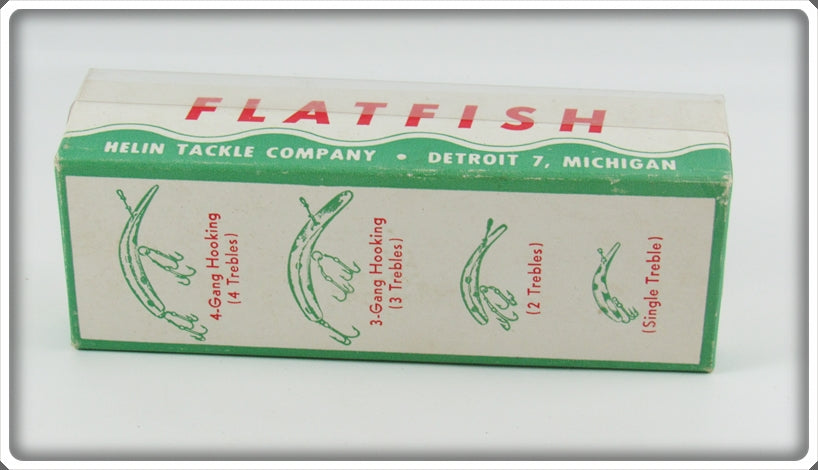 FLATFISH
HELIN TACKLE COMPANY • DETROIT 7, MICHIGAN
4-Gang Hooking
(4 Trebles)
3-Gang Hooking
(3 Trebles)
(2 Trebles)
(Single Treble)